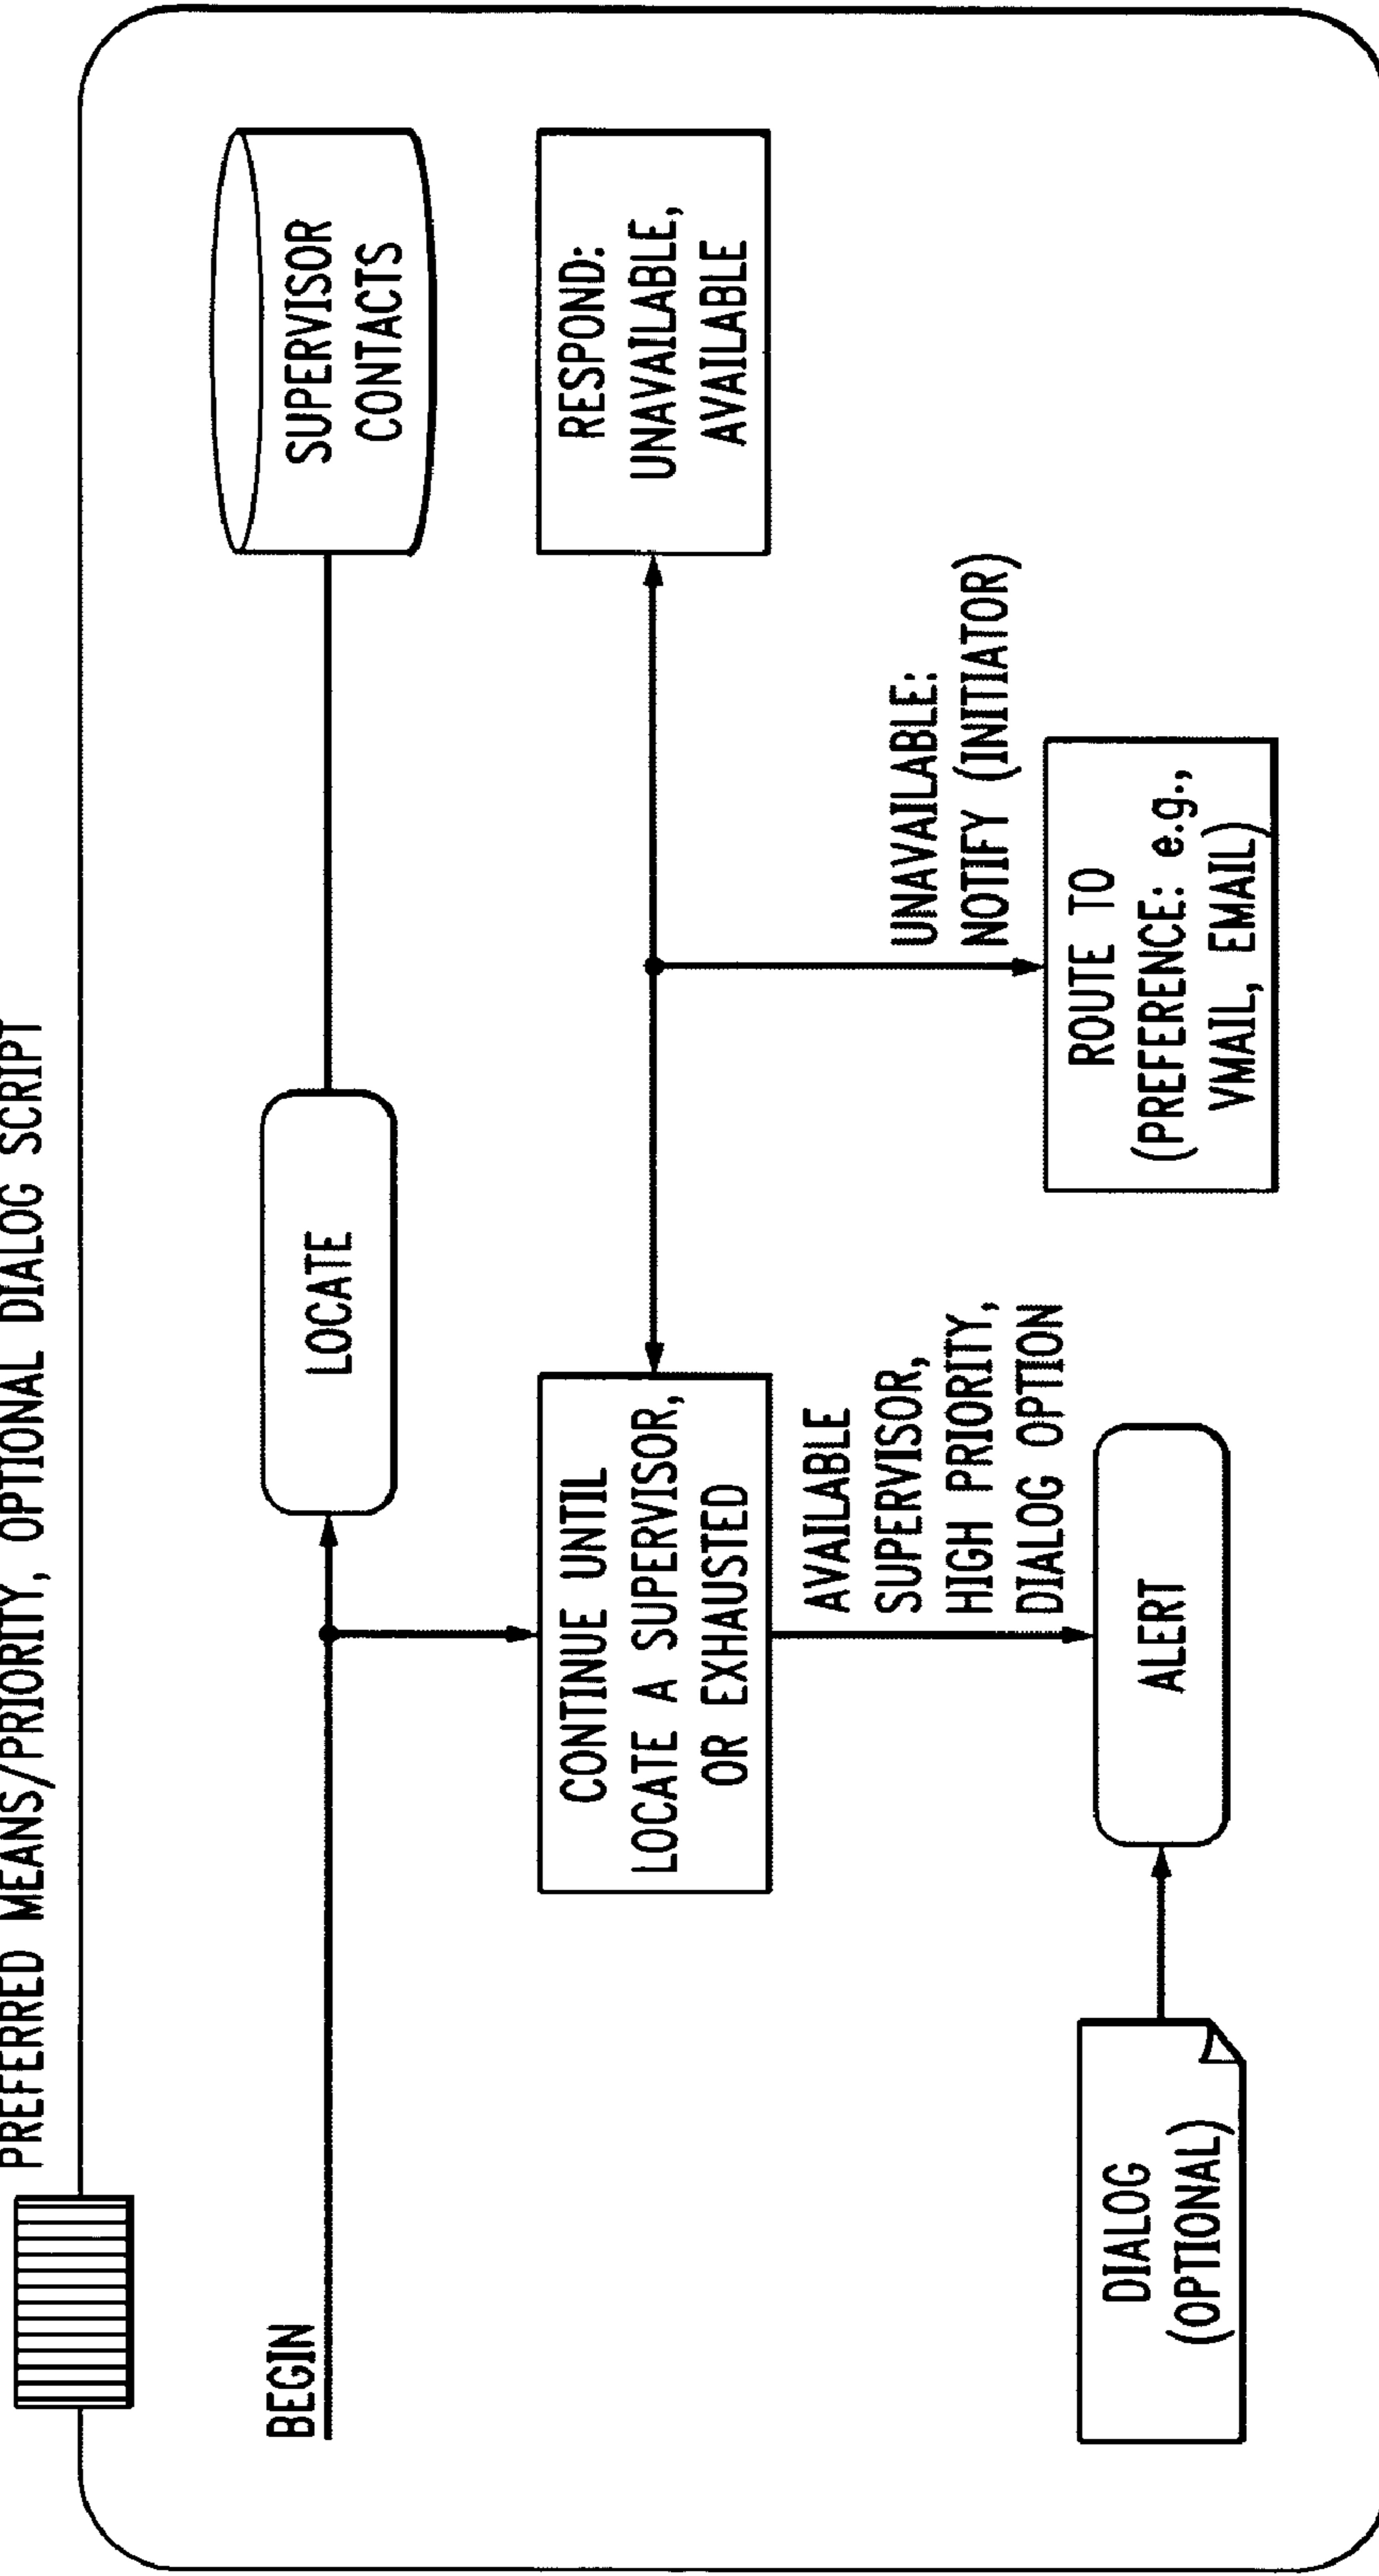 PREFERRED MEANS/PRIORITY, OPTIONAL DIALOG SCRIPT
BEGIN
LOCATE
SUPERVISOR
CONTACTS
CONTINUE UNTIL
LOCATE A SUPERVISOR,
OR EXHAUSTED
RESPOND:
UNAVAILABLE,
AVAILABLE
AVAILABLE
SUPERVISOR,
HIGH PRIORITY,
DIALOG OPTION
UNAVAILABLE:
NOTIFY (INITIATOR)
DIALOG
(OPTIONAL)
ALERT
ROUTE TO
(PREFERENCE: e.g.,
VMAIL, EMAIL)